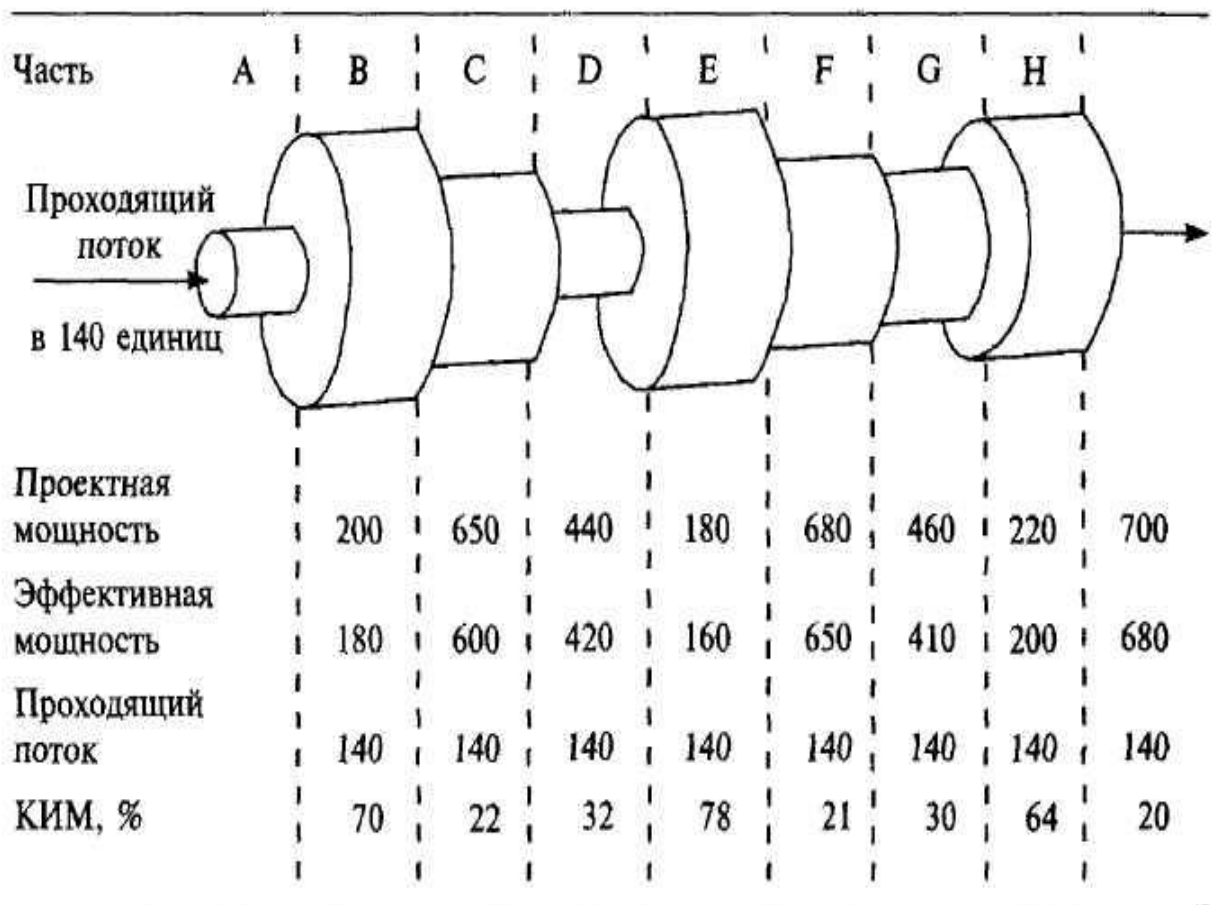 Часть A B C D E F G H
Проходящий
поток
в 140 единиц
Проектная
мощность 200 650 440 180 680 460 220 700
Эффективная
мощность 180 600 420 160 650 410 200 680
Проходящий
поток 140 140 140 140 140 140 140 140
КИМ, % 70 22 32 78 21 30 64 20